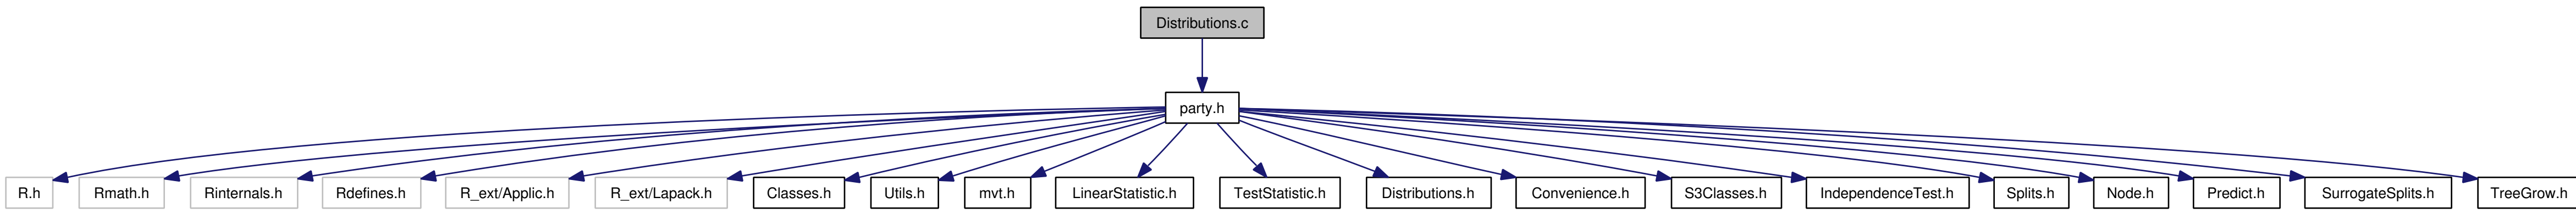 Distributions.c
party.h
R.h
Rmath.h
Rinternals.h
Rdefines.h
R_ext/Applic.h
R_ext/Lapack.h
Classes.h
Utils.h
mvt.h
LinearStatistic.h
TestStatistic.h
Distributions.h
Convenience.h
S3Classes.h
IndependenceTest.h
Splits.h
Node.h
Predict.h
SurrogateSplits.h
TreeGrow.h